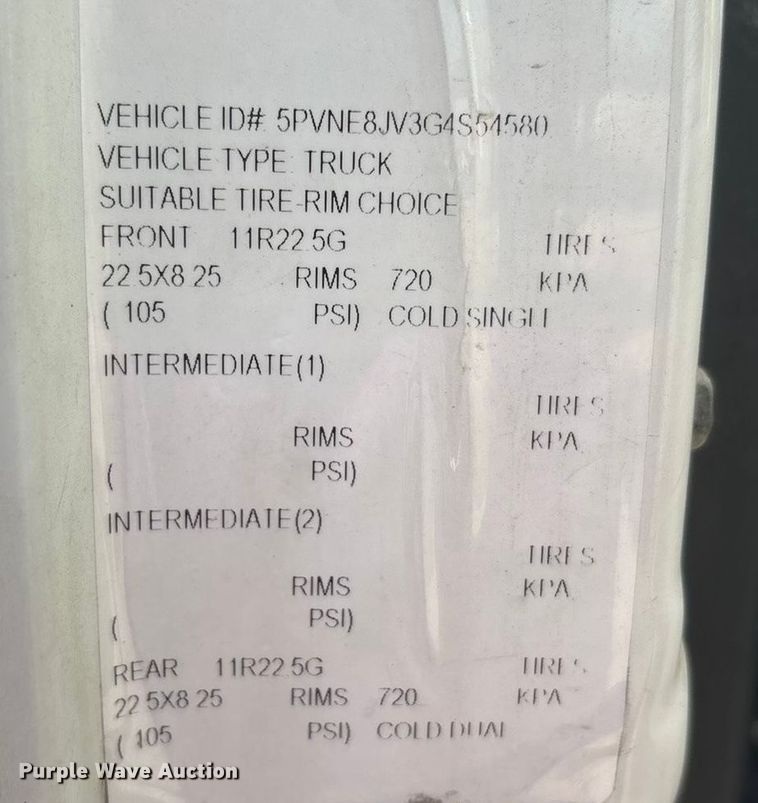 VEHICLE ID# 5PVNE8JV3G4S54580
VEHICLE TYPE TRUCK
SUITABLE TIRE-RIM CHOICE
FRONT 11R22.5G TIRES
22.5X8.25 RIMS 720 KPA
( 105 PSI) COLD SINGLE
INTERMEDIATE(1)
TIRES
RIMS KPA
( PSI)
INTERMEDIATE(2)
TIRES
RIMS KPA
( PSI)
REAR 11R22.5G TIRES
22.5X8.25 RIMS 720 KPA
( 105 PSI) COLD DUAL
Purple Wave Auction